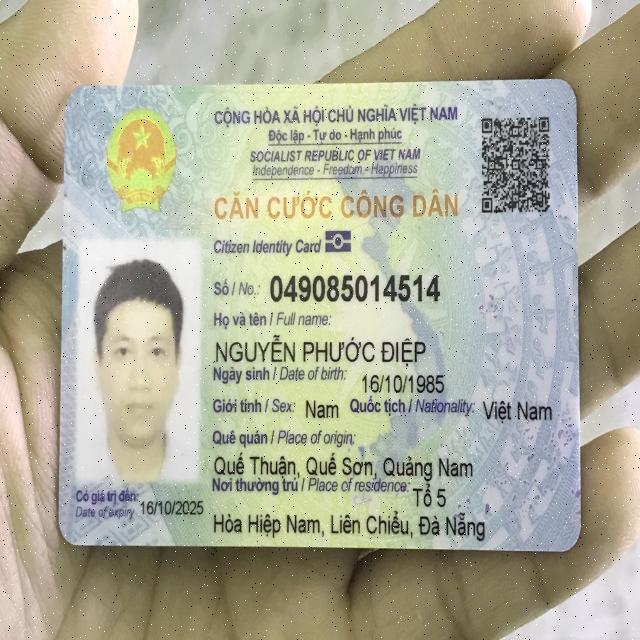 CỘNG HÒA XÃ HỘI CHỦ NGHĨA VIỆT NAM
Độc lập - Tự do - Hạnh phúc
SOCIALIST REPUBLIC OF VIET NAM
Independence - Freedom - Happiness
CĂN CƯỚC CÔNG DÂN
Citizen Identity Card
Số / No.: 049085014514
Họ và tên / Full name:
NGUYỄN PHƯỚC ĐIỆP
Ngày sinh / Date of birth: 16/10/1985
Giới tính / Sex: Nam Quốc tịch / Nationality: Việt Nam
Quê quán / Place of origin:
Quế Thuận, Quế Sơn, Quảng Nam
Nơi thường trú / Place of residence: Tổ 5
Hòa Hiệp Nam, Liên Chiểu, Đà Nẵng
Có giá trị đến: 16/10/2025
Date of expiry